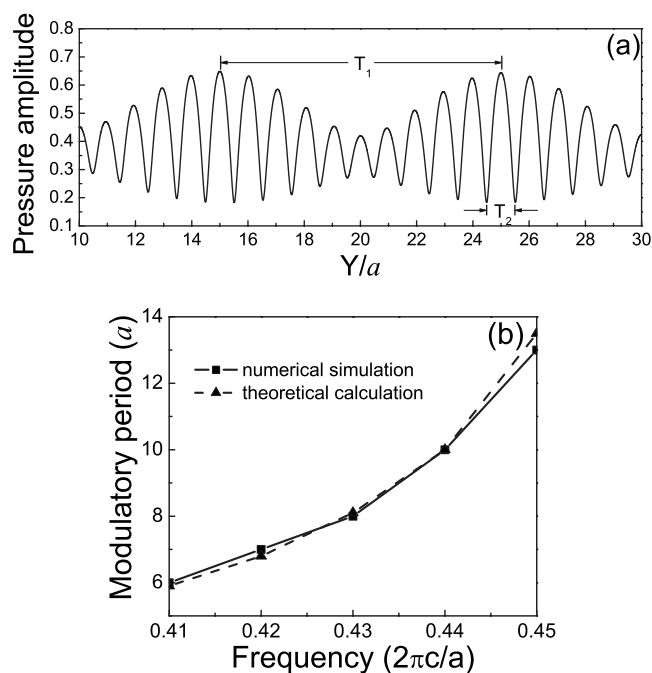 (a)
Pressure amplitude
0.8
0.7
0.6
0.5
0.4
0.3
0.2
0.1
T1
T2
10 12 14 16 18 20 22 24 26 28 30
Y/a
(b)
Modulatory period (a)
14
12
10
8
6
numerical simulation
theoretical calculation
0.41 0.42 0.43 0.44 0.45
Frequency (2πc/a)